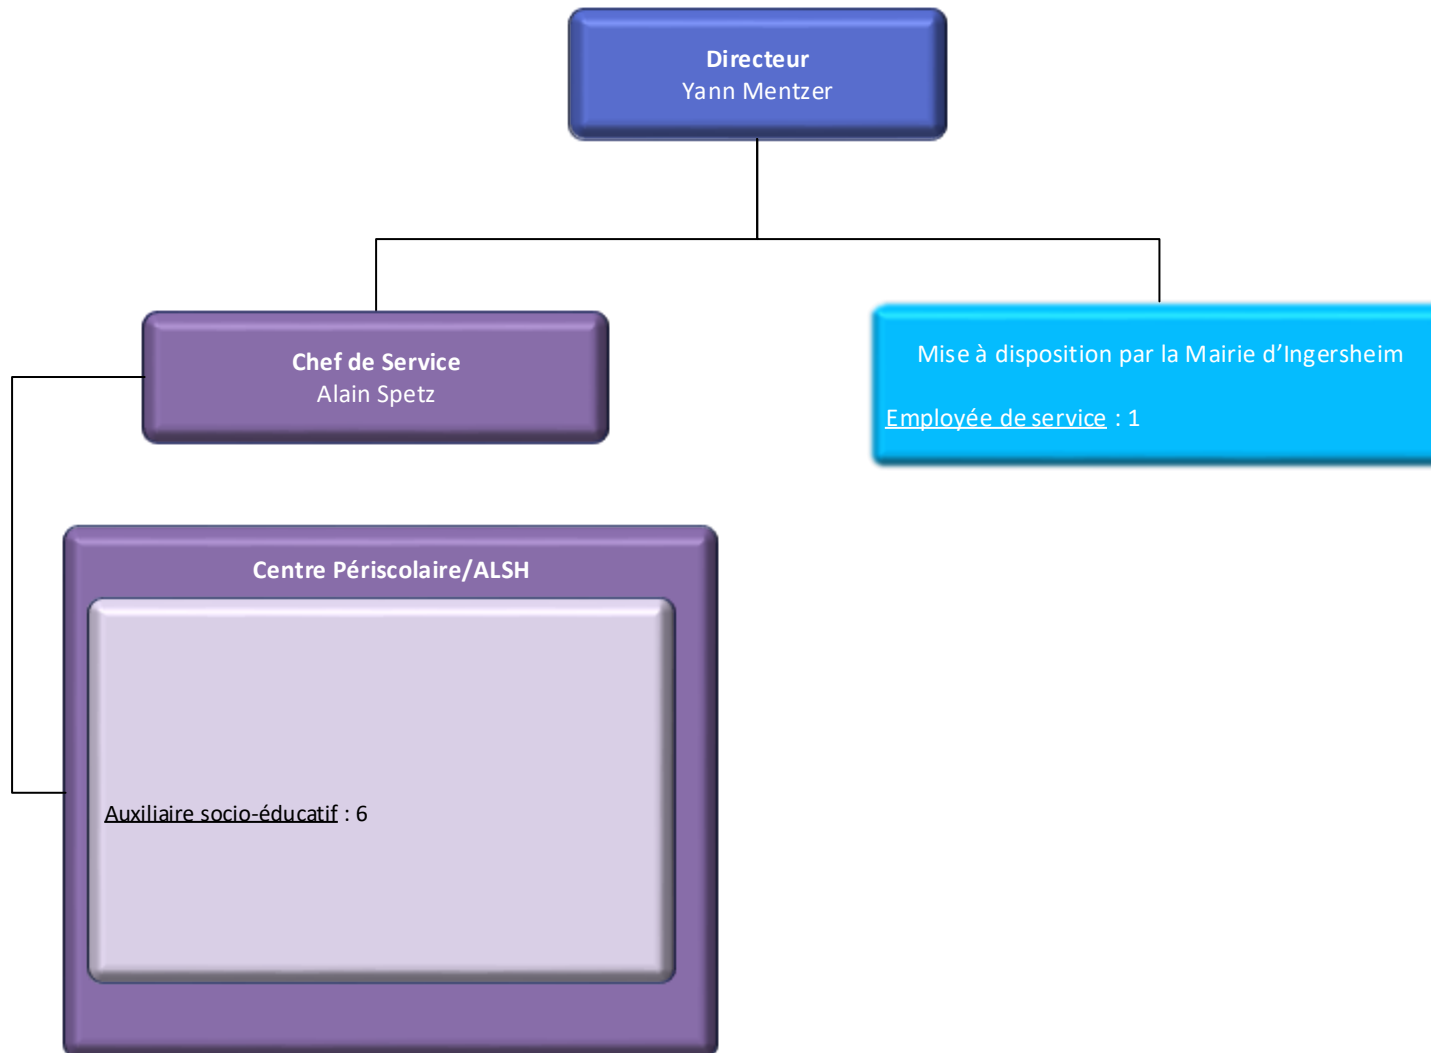 Directeur
Yann Mentzer
Chef de Service
Alain Spetz
Mise à disposition par la Mairie d’Ingersheim
Employée de service : 1
Centre Périscolaire/ALSH
Auxiliaire socio-éducatif : 6